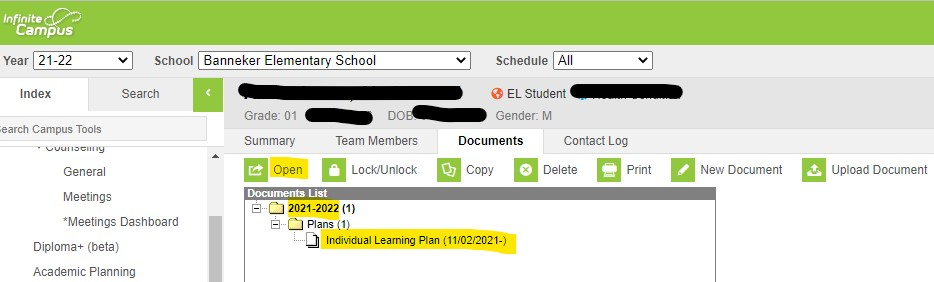 Infinite
Campus
Year 21-22 School Banneker Elementary School Schedule All
Index Search <
EL Student
Grade: 01 DOB: Gender: M
Search Campus Tools
Summary Team Members Documents Contact Log
Counseling
General
Meetings
*Meetings Dashboard
Diploma+ (beta)
Academic Planning
Open Lock/Unlock Copy Delete Print New Document Upload Document
Documents List
2021-2022 (1)
Plans (1)
Individual Learning Plan (11/02/2021-)